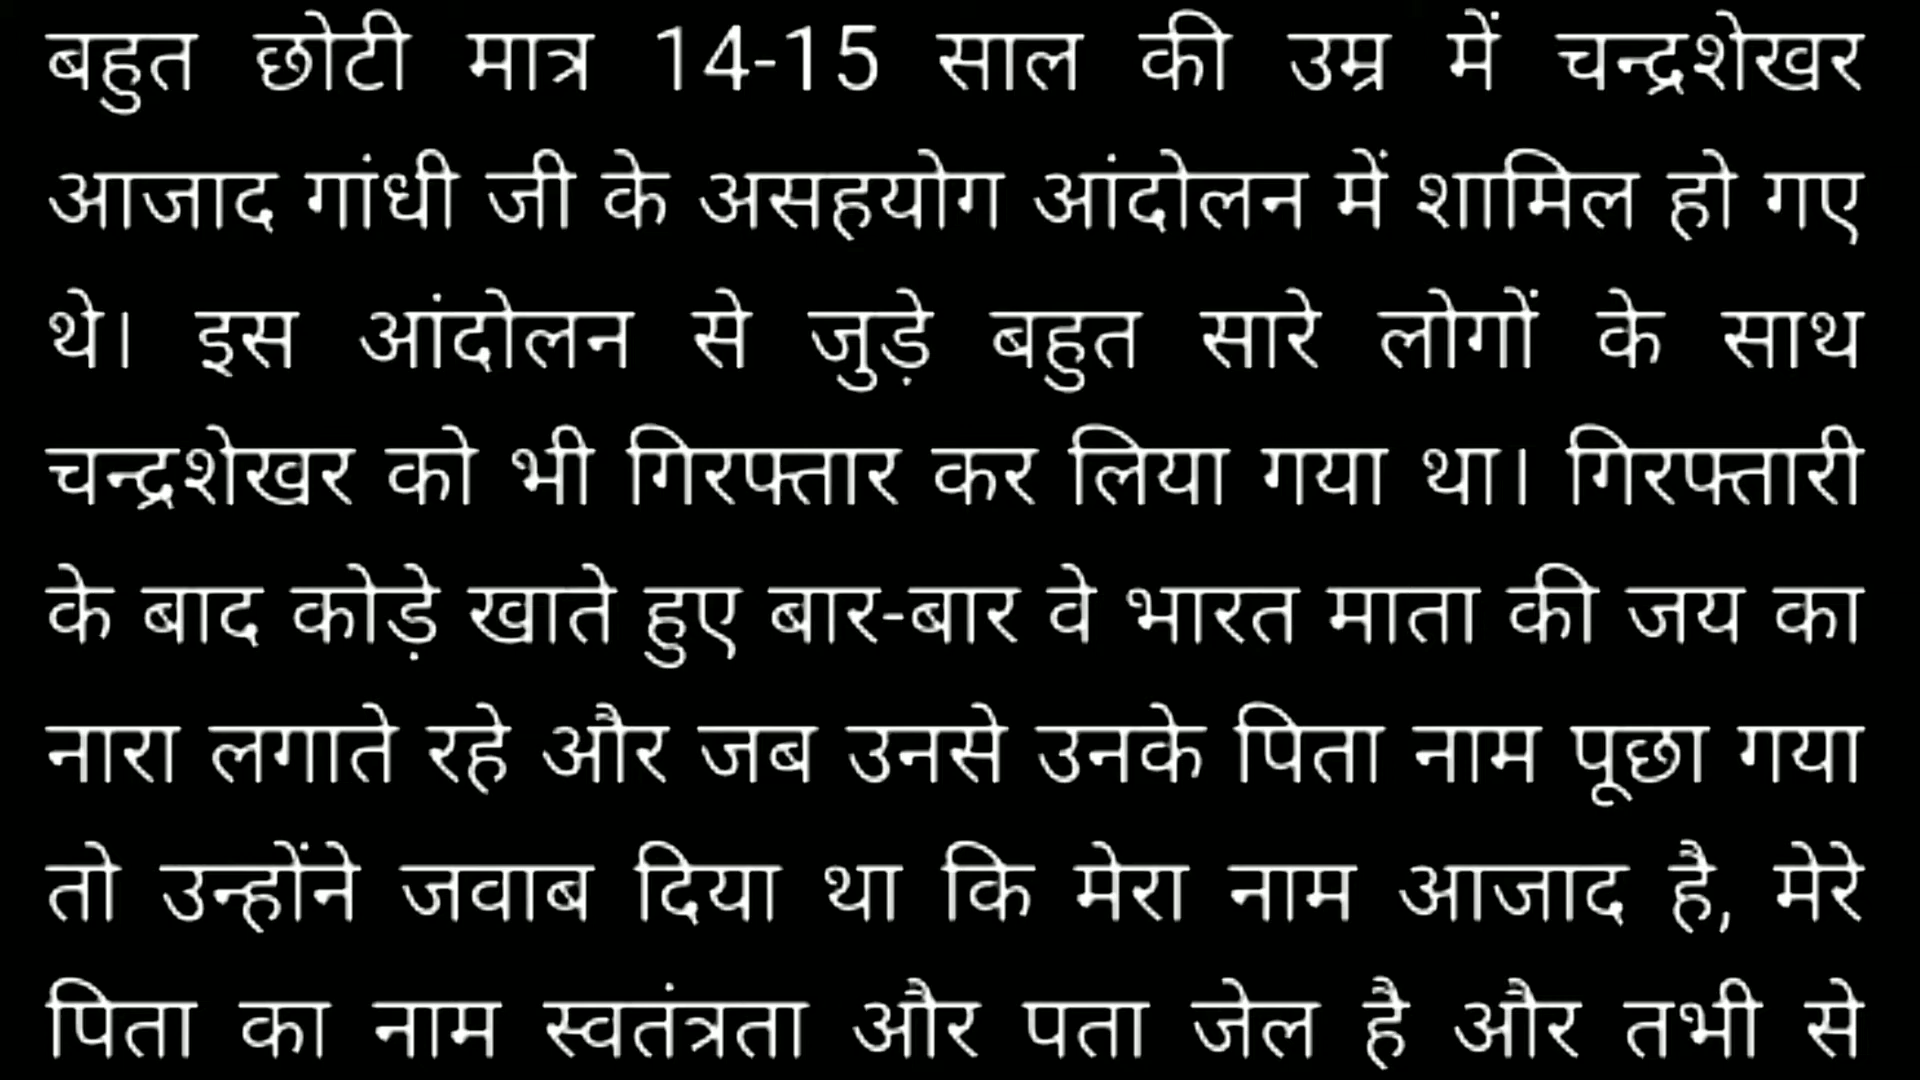 बहुत छोटी मात्र 14-15 साल की उम्र में चन्द्रशेखर
आजाद गांधी जी के असहयोग आंदोलन में शामिल हो गए
थे। इस आंदोलन से जुड़े बहुत सारे लोगों के साथ
चन्द्रशेखर को भी गिरफ्तार कर लिया गया था। गिरफ्तारी
के बाद कोड़े खाते हुए बार-बार वे भारत माता की जय का
नारा लगाते रहे और जब उनसे उनके पिता नाम पूछा गया
तो उन्होंने जवाब दिया था कि मेरा नाम आजाद है, मेरे
पिता का नाम स्वतंत्रता और पता जेल है और तभी से